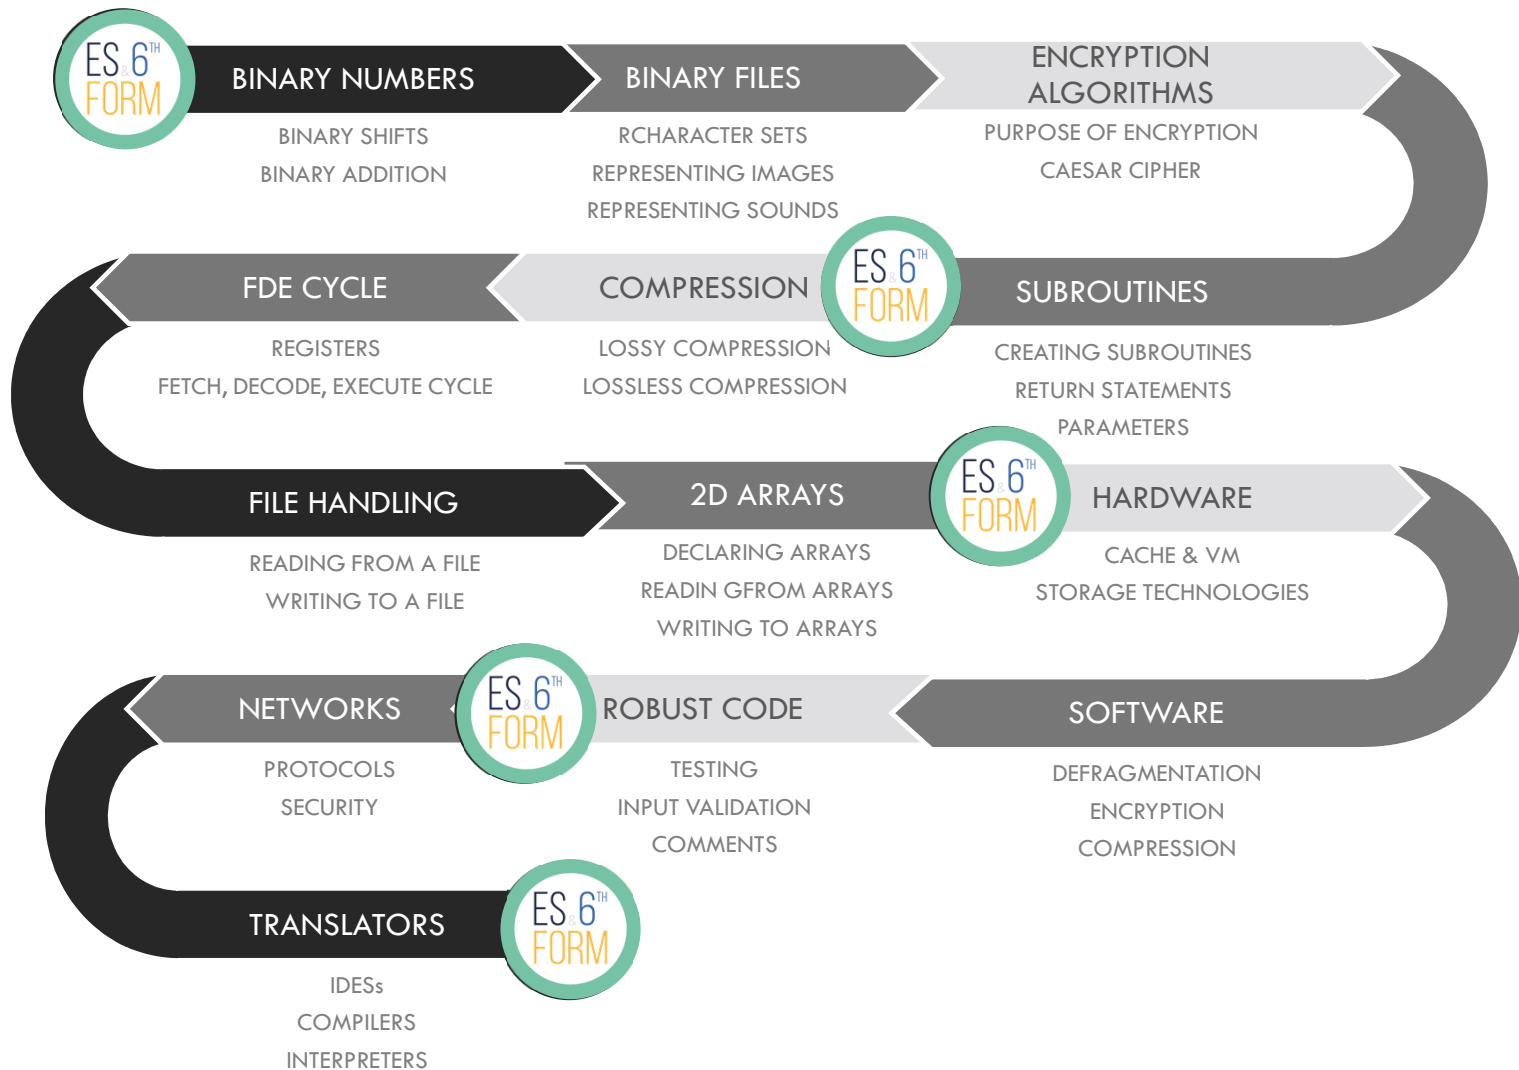 ES & 6TH
FORM
BINARY NUMBERS
BINARY SHIFTS
BINARY ADDITION
BINARY FILES
RCHARACTER SETS
REPRESENTING IMAGES
REPRESENTING SOUNDS
ENCRYPTION
ALGORITHMS
PURPOSE OF ENCRYPTION
CAESAR CIPHER
SUBROUTINES
CREATING SUBROUTINES
RETURN STATEMENTS
PARAMETERS
ES & 6TH
FORM
COMPRESSION
LOSSY COMPRESSION
LOSSLESS COMPRESSION
FDE CYCLE
REGISTERS
FETCH, DECODE, EXECUTE CYCLE
FILE HANDLING
READING FROM A FILE
WRITING TO A FILE
2D ARRAYS
DECLARING ARRAYS
READIN GFROM ARRAYS
WRITING TO ARRAYS
ES & 6TH
FORM
HARDWARE
CACHE & VM
STORAGE TECHNOLOGIES
SOFTWARE
DEFRAGMENTATION
ENCRYPTION
COMPRESSION
ROBUST CODE
TESTING
INPUT VALIDATION
COMMENTS
ES & 6TH
FORM
NETWORKS
PROTOCOLS
SECURITY
TRANSLATORS
IDESs
COMPILERS
INTERPRETERS
ES & 6TH
FORM